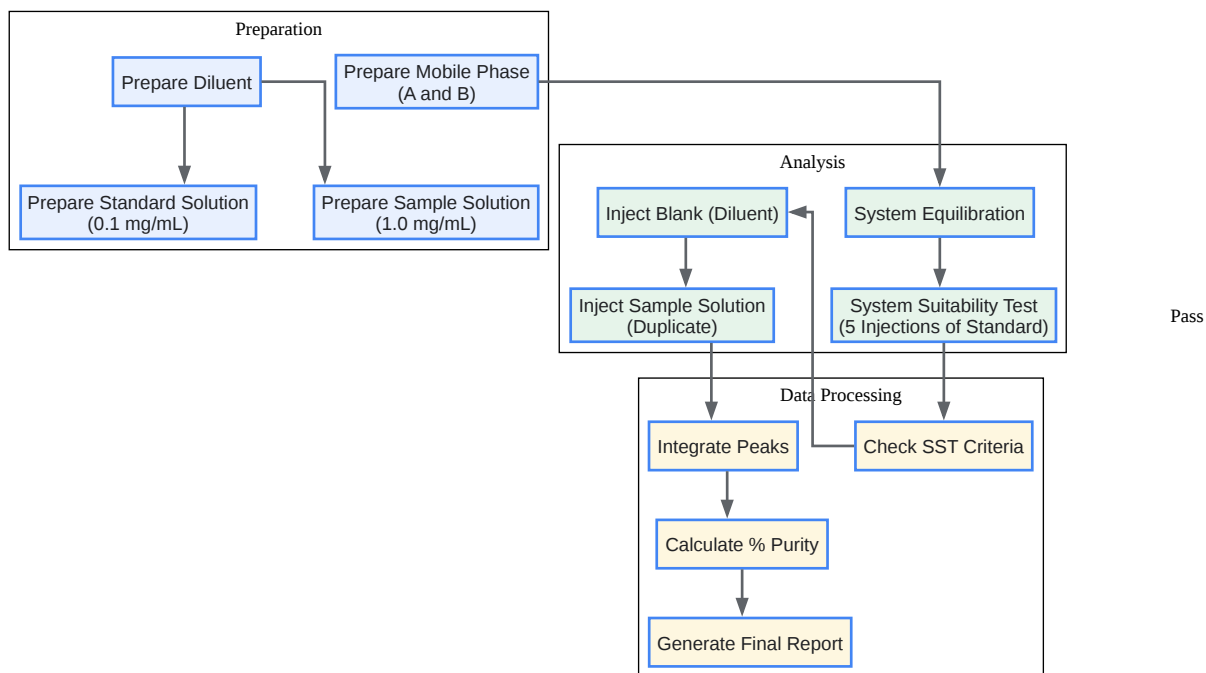 Preparation
Prepare Diluent
Prepare Mobile Phase
(A and B)
Prepare Standard Solution
(0.1 mg/mL)
Prepare Sample Solution
(1.0 mg/mL)
Analysis
Inject Blank (Diluent)
System Equilibration
Inject Sample Solution
(Duplicate)
System Suitability Test
(5 Injections of Standard)
Pass
Data Processing
Integrate Peaks
Check SST Criteria
Calculate % Purity
Generate Final Report